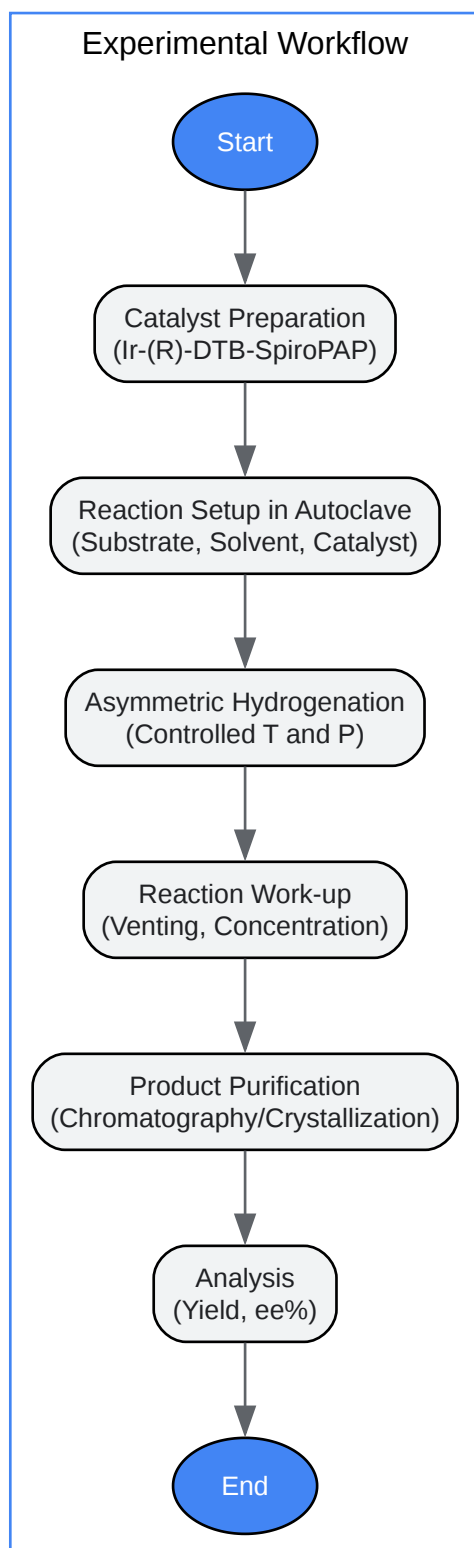 Experimental Workflow
Start
Catalyst Preparation
(Ir-(R)-DTB-SpiroPAP)
Reaction Setup in Autoclave
(Substrate, Solvent, Catalyst)
Asymmetric Hydrogenation
(Controlled T and P)
Reaction Work-up
(Venting, Concentration)
Product Purification
(Chromatography/Crystallization)
Analysis
(Yield, ee%)
End